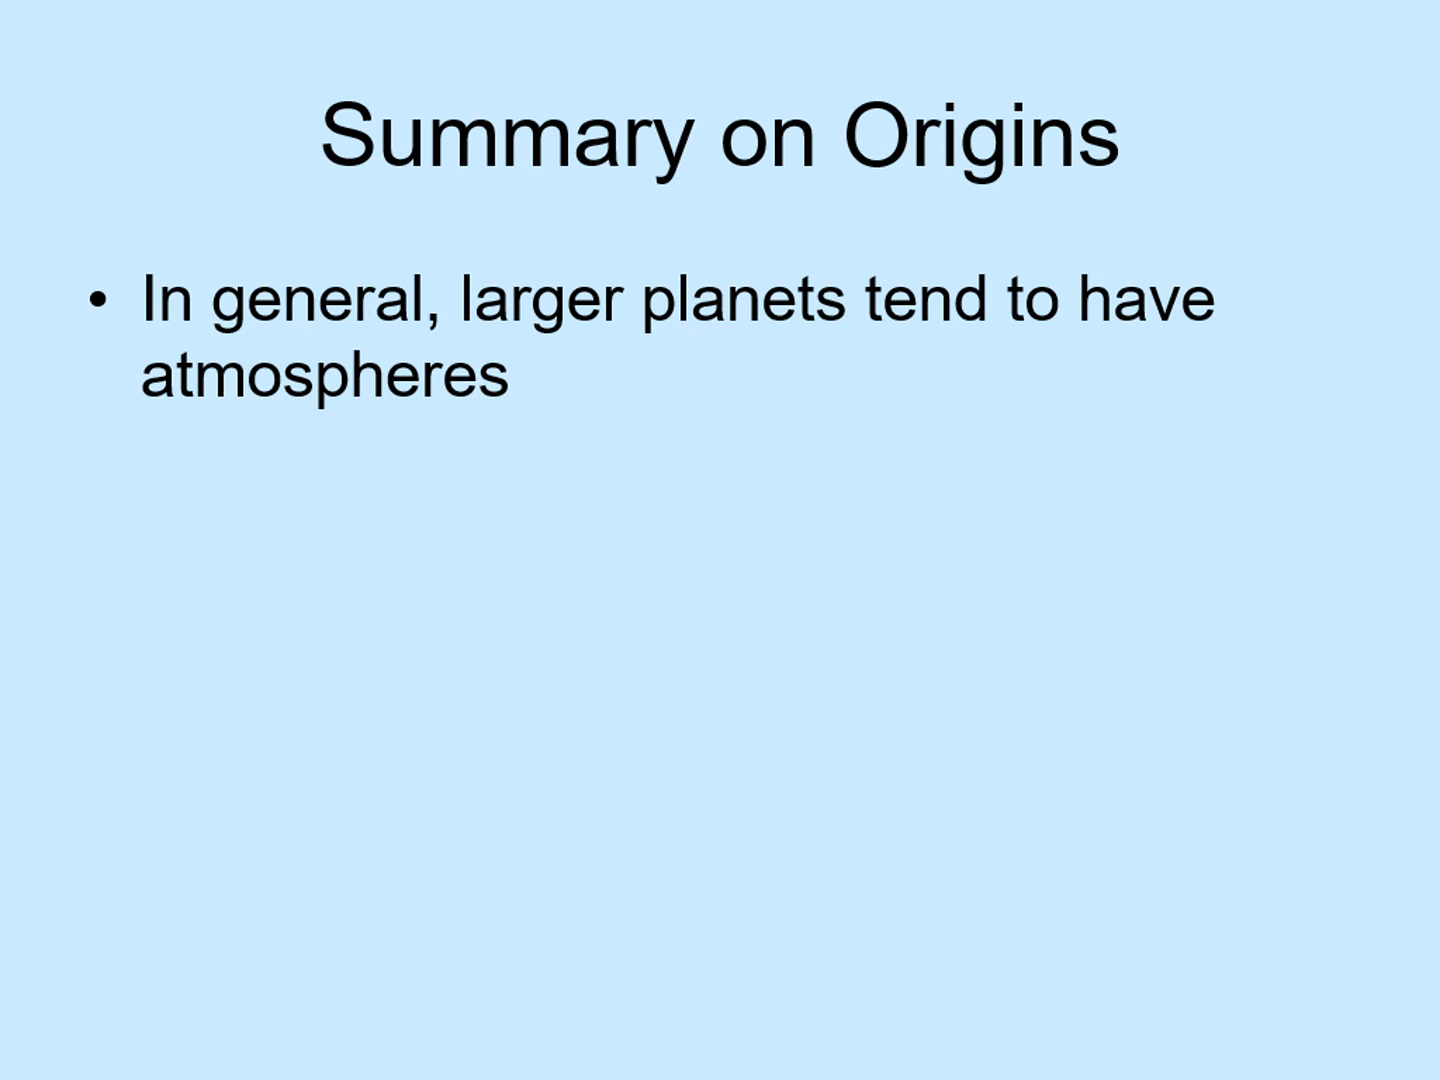 Summary on Origins
• In general, larger planets tend to have
atmospheres